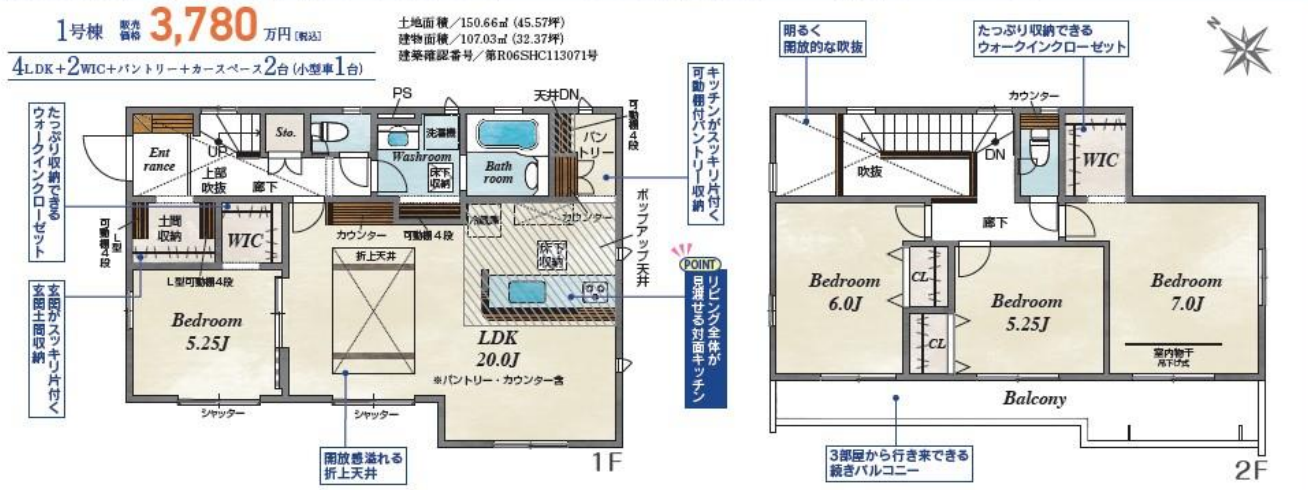 1号棟 販売価格 3,780 万円 [税込]
4LDK+2WIC+パントリー+カースペース2台 (小型車1台)
土地面積／150.66㎡ (45.57坪)
建物面積／107.03㎡ (32.37坪)
建築確認番号／第R06SHC113071号
たっぷり収納できる
ウォークインクローゼット
玄関がスッキリ片付く
玄関土間収納
Entrance
UP
Sto.
上部
吹抜
廊下
PS
洗濯機
Washroom
床下
収納
Bath
room
天井DN
可動棚4段
パン
トリー
カウンター
キッチンがスッキリ片付く
可動棚付パントリー収納
ポップアップ天井
土間
収納
L型
可動棚4段
WIC
L型可動棚4段
カウンター
可動棚4段
冷蔵庫
床下
収納
折上天井
Bedroom
5.25J
LDK
20.0J
※パントリー・カウンター含
シャッター
シャッター
POINT
リビング全体が
見渡せる対面キッチン
開放感溢れる
折上天井
1F
明るく
開放的な吹抜
たっぷり収納できる
ウォークインクローゼット
N
カウンター
吹抜
DN
WIC
廊下
Bedroom
6.0J
CL
CL
Bedroom
5.25J
Bedroom
7.0J
室内物干
吊下げ式
Balcony
3部屋から行き来できる
続きバルコニー
2F